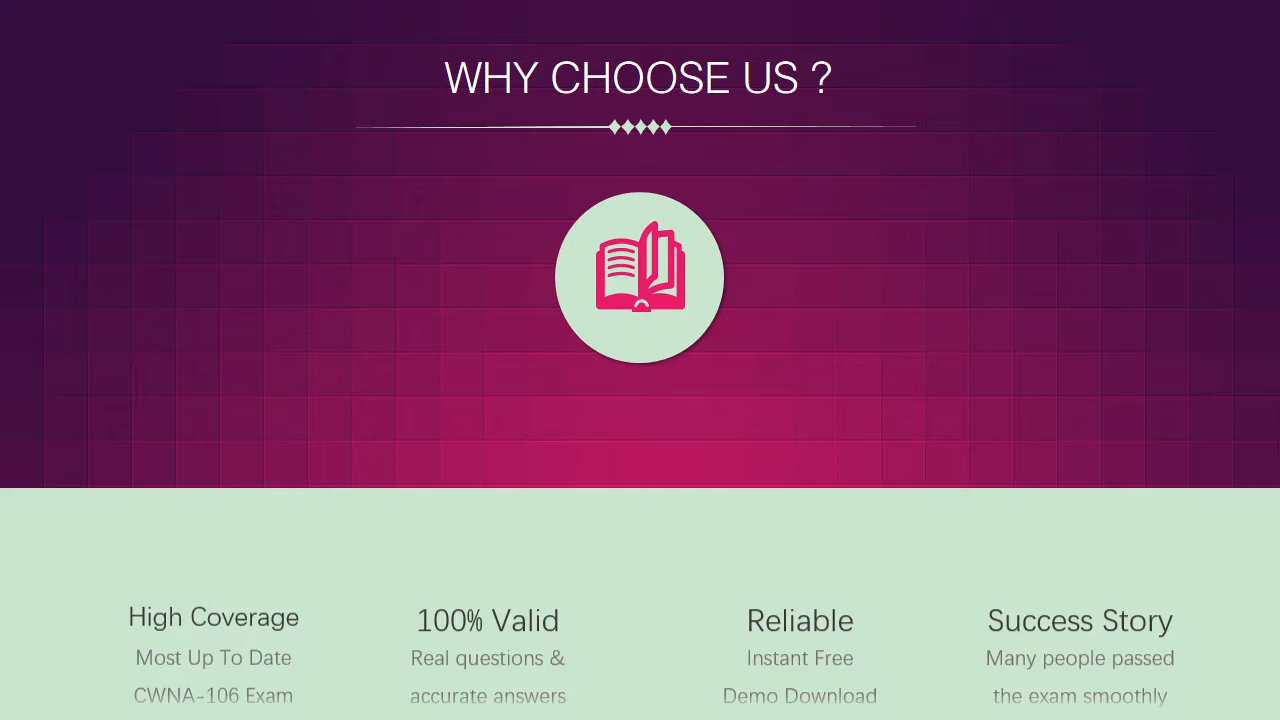 WHY CHOOSE US ?
High Coverage
Most Up To Date
CWNA-106 Exam
100% Valid
Real questions &
accurate answers
Reliable
Instant Free
Demo Download
Success Story
Many people passed
the exam smoothly